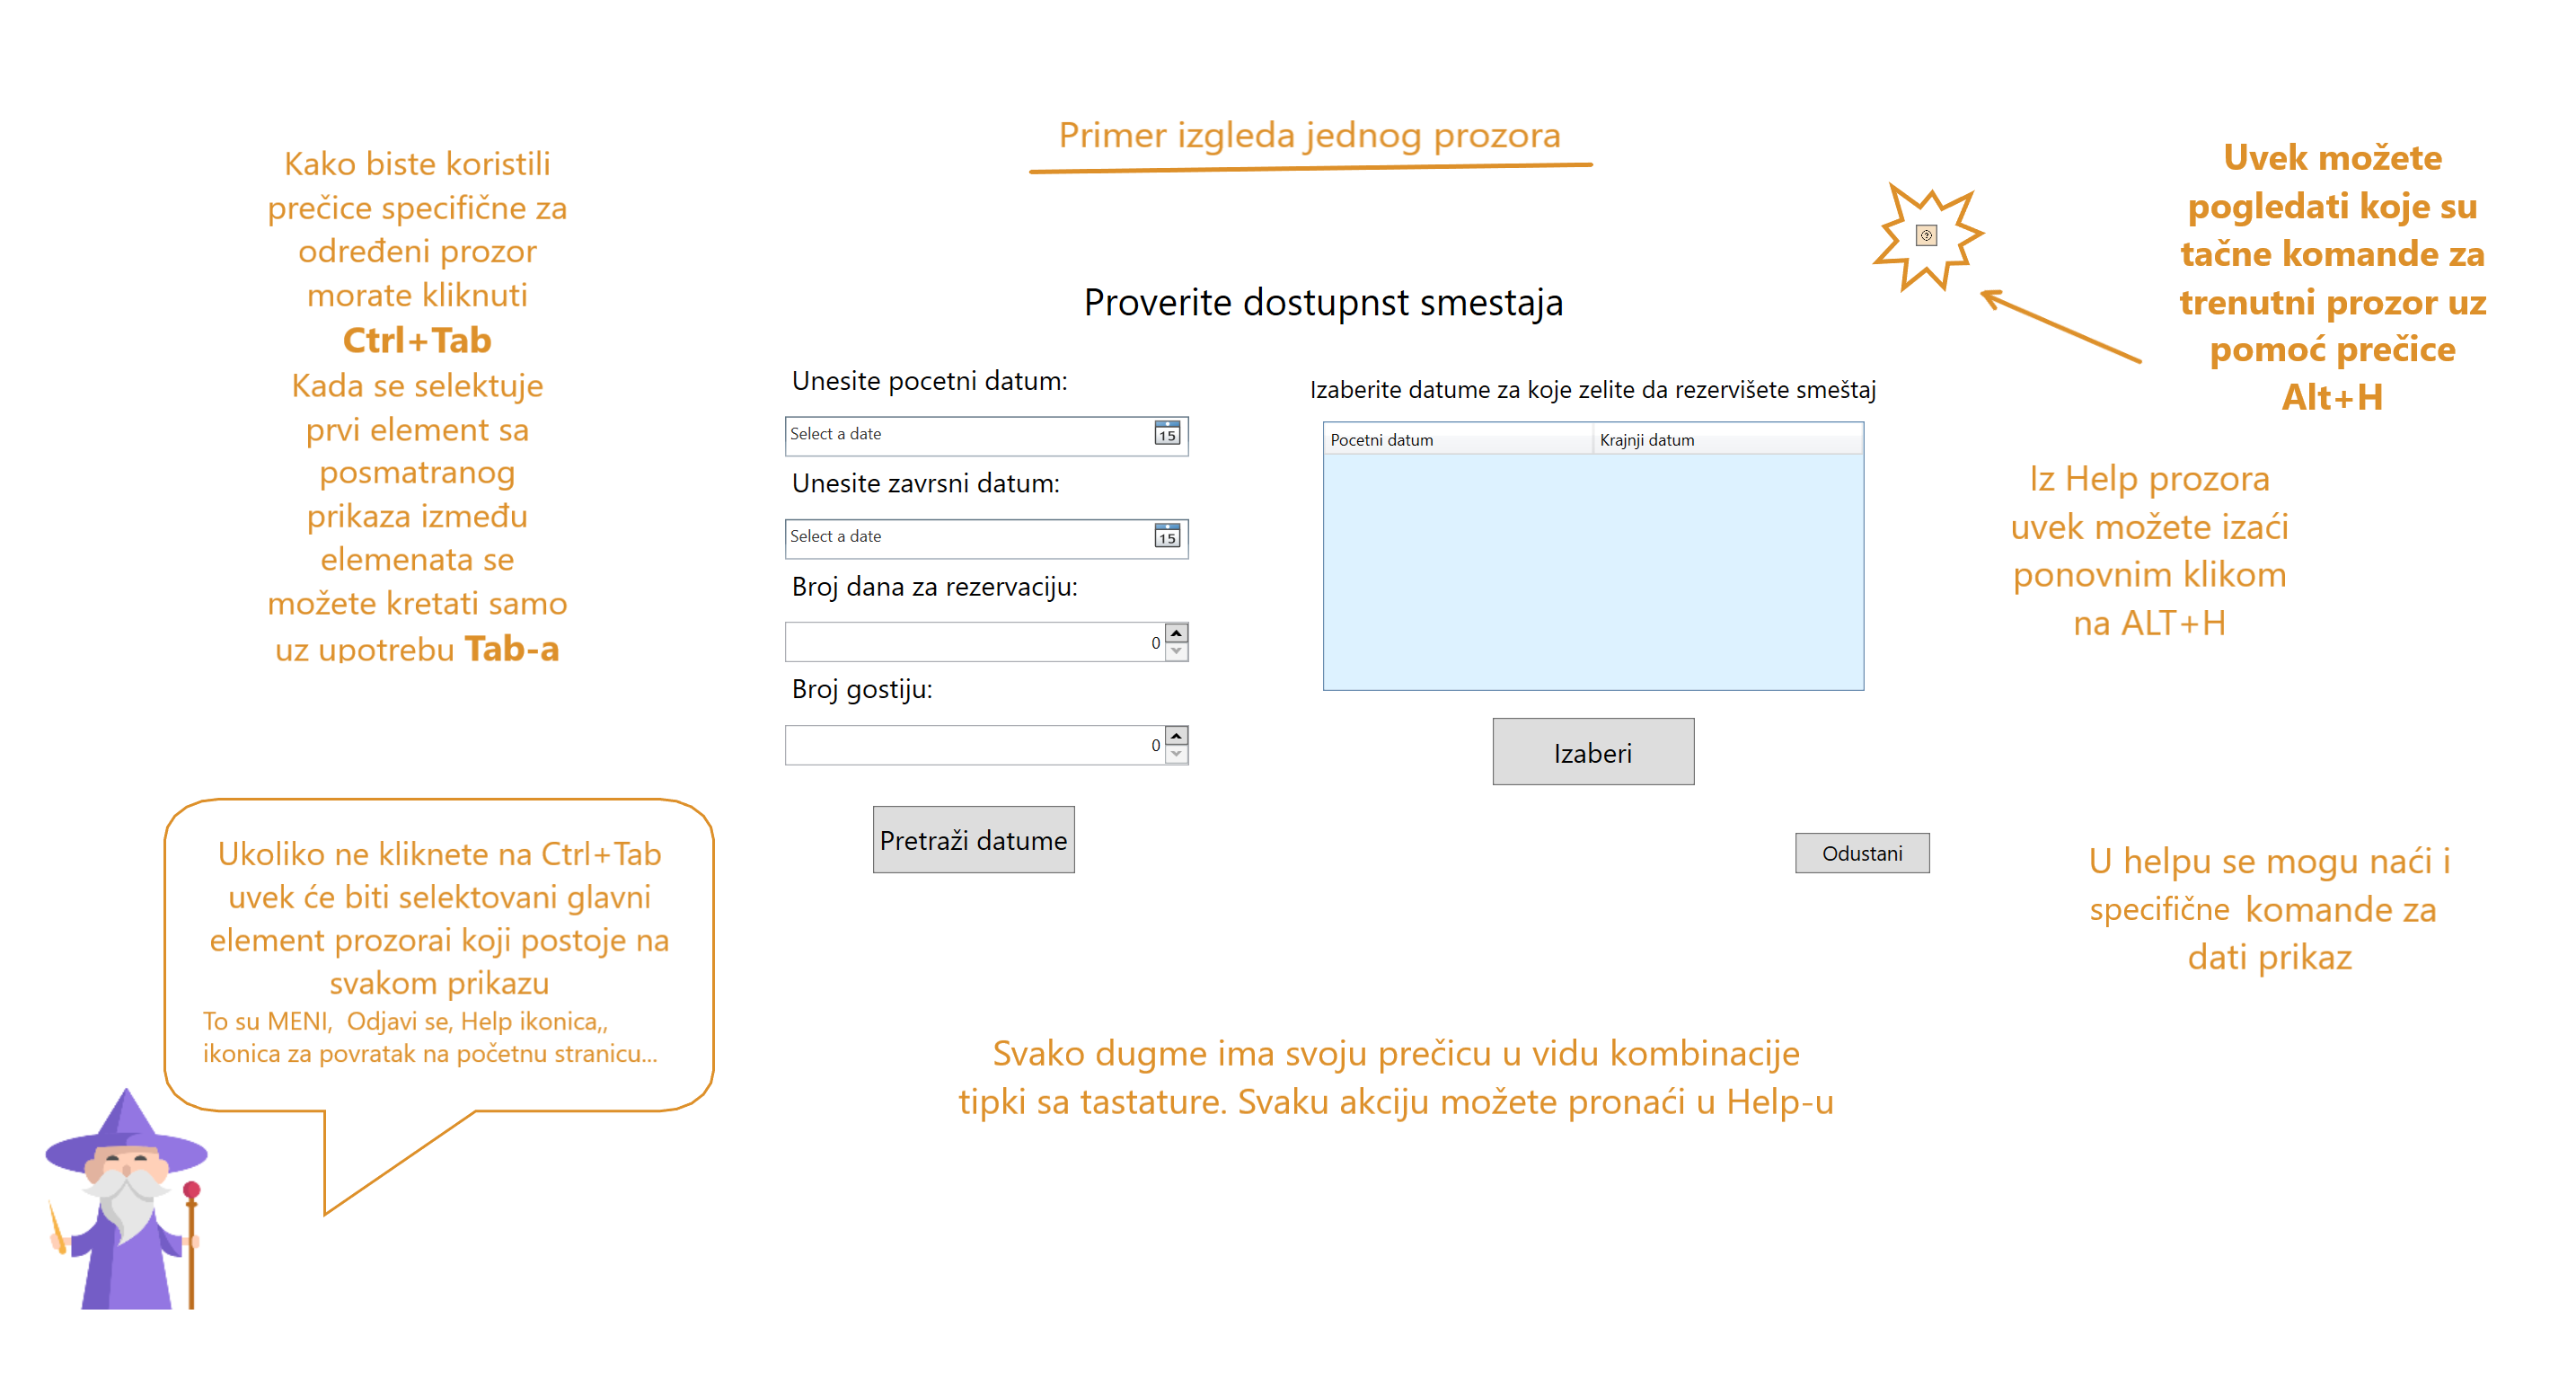 Primer izgleda jednog prozora
Kako biste koristili
prečice specifične za
određeni prozor
morate kliknuti
Ctrl+Tab
Kada se selektuje
prvi element sa
posmatranog
prikaza između
elemenata se
možete kretati samo
uz upotrebu Tab-a
Uvek možete
pogledati koje su
tačne komande za
trenutni prozor uz
pomoć prečice
Alt+H
Proverite dostupnst smestaja
Unesite pocetni datum:
Select a date
15
Unesite zavrsni datum:
Select a date
15
Broj dana za rezervaciju:
0
Broj gostiju:
0
Pretraži datume
Izaberite datume za koje zelite da rezervišete smeštaj
Pocetni datum Krajnji datum
Izaberi
Odustani
Iz Help prozora
uvek možete izaći
ponovnim klikom
na ALT+H
U helpu se mogu naći i
specifične komande za
dati prikaz
Ukoliko ne kliknete na Ctrl+Tab
uvek će biti selektovani glavni
element prozorai koji postoje na
svakom prikazu
To su MENI, Odjavi se, Help ikonica,,
ikonica za povratak na početnu stranicu...
Svako dugme ima svoju prečicu u vidu kombinacije
tipki sa tastature. Svaku akciju možete pronaći u Help-u